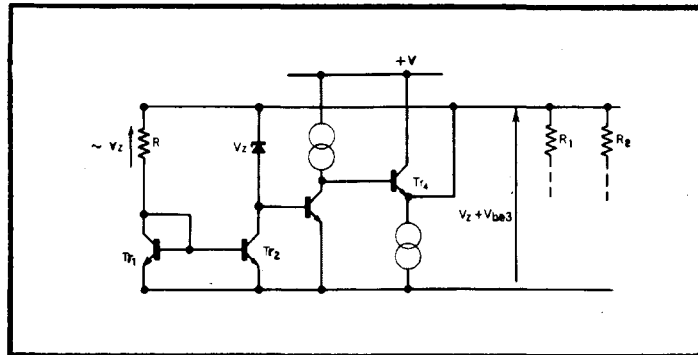 +V
~ Vz
R
Vz
R1
R2
Tr4
Vz + Vbe3
Tr1
Tr2